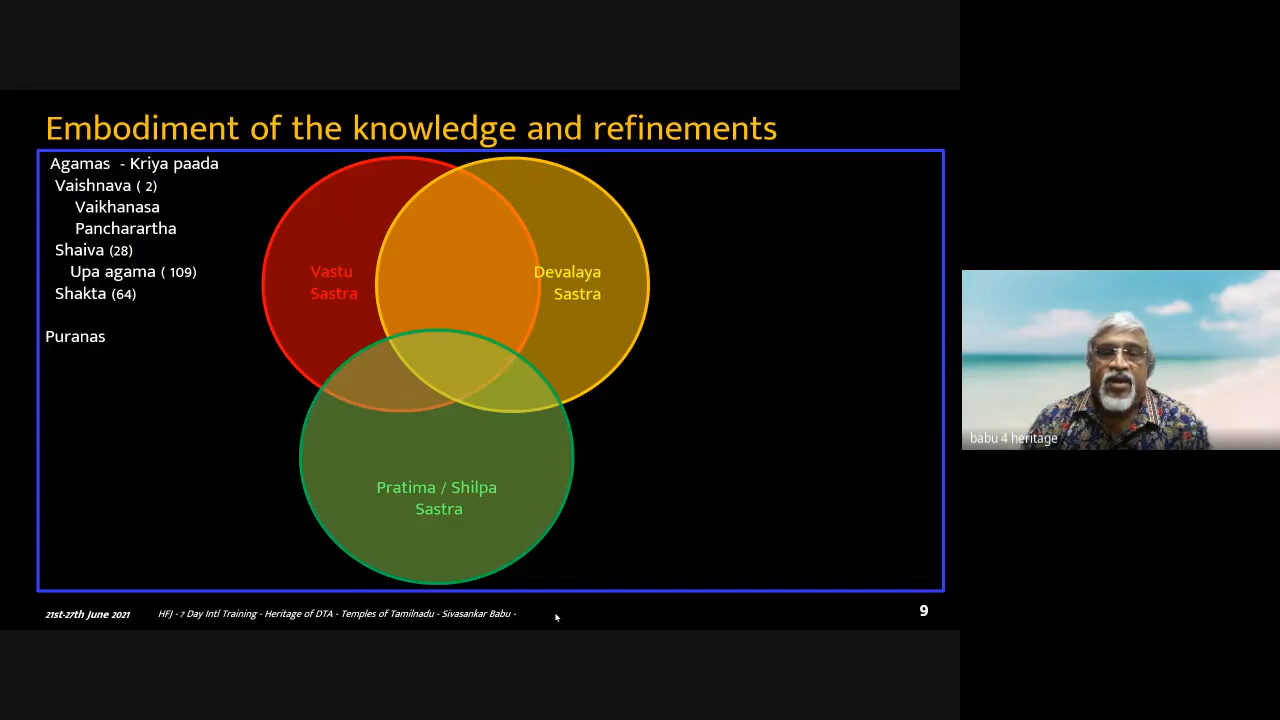 Embodiment of the knowledge and refinements
Agamas - Kriya paada
Vaishnava ( 2)
Vaikhanasa
Pancharartha
Shaiva (28)
Upa agama ( 109)
Shakta (64)
Puranas
Vastu
Sastra
Devalaya
Sastra
Pratima / Shilpa
Sastra
21st-27th June 2021
HFJ - 7 Day Intl Training - Heritage of DTA - Temples of Tamilnadu - Sivasankar Babu -
9
babu 4 heritage